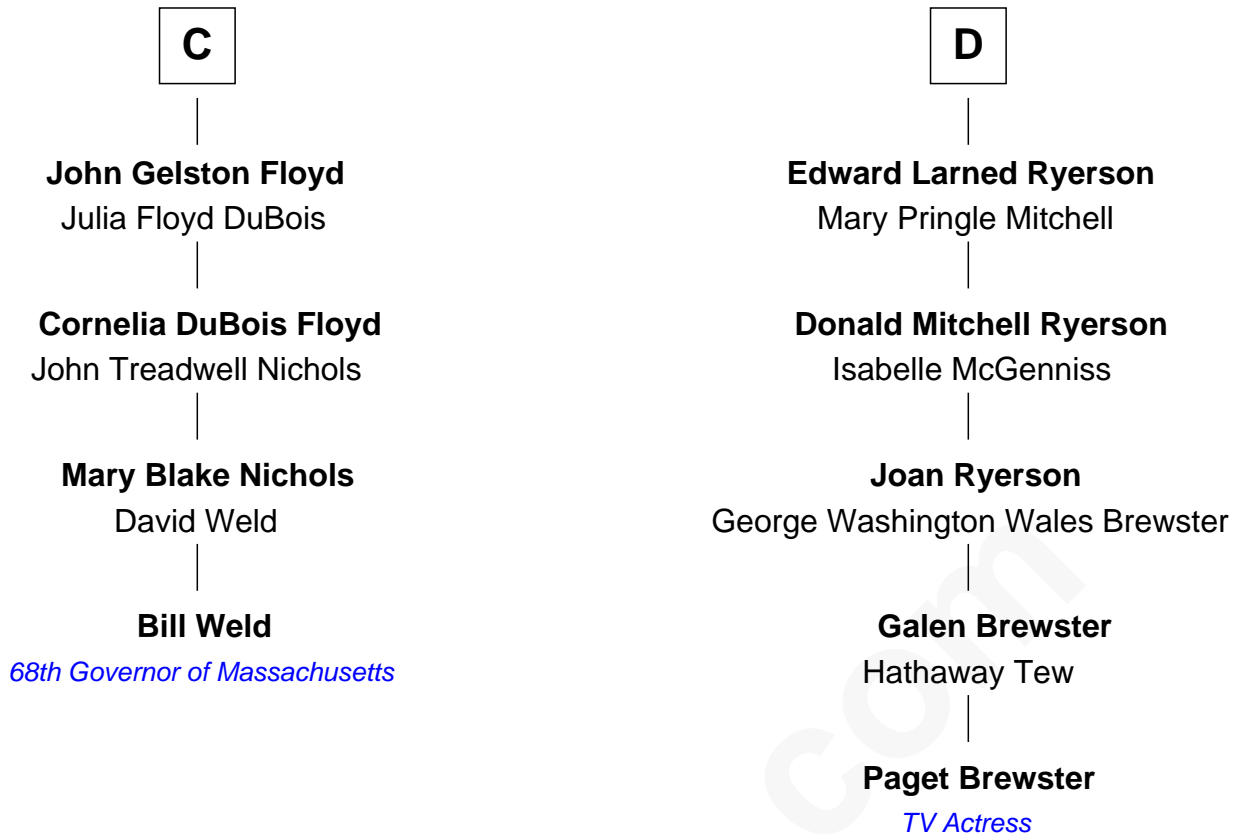 C
John Gelston Floyd
Julia Floyd DuBois
Cornelia DuBois Floyd
John Treadwell Nichols
Mary Blake Nichols
David Weld
Bill Weld
68th Governor of Massachusetts
D
Edward Larned Ryerson
Mary Pringle Mitchell
Donald Mitchell Ryerson
Isabelle McGenniss
Joan Ryerson
George Washington Wales Brewster
Galen Brewster
Hathaway Tew
Paget Brewster
TV Actress
com